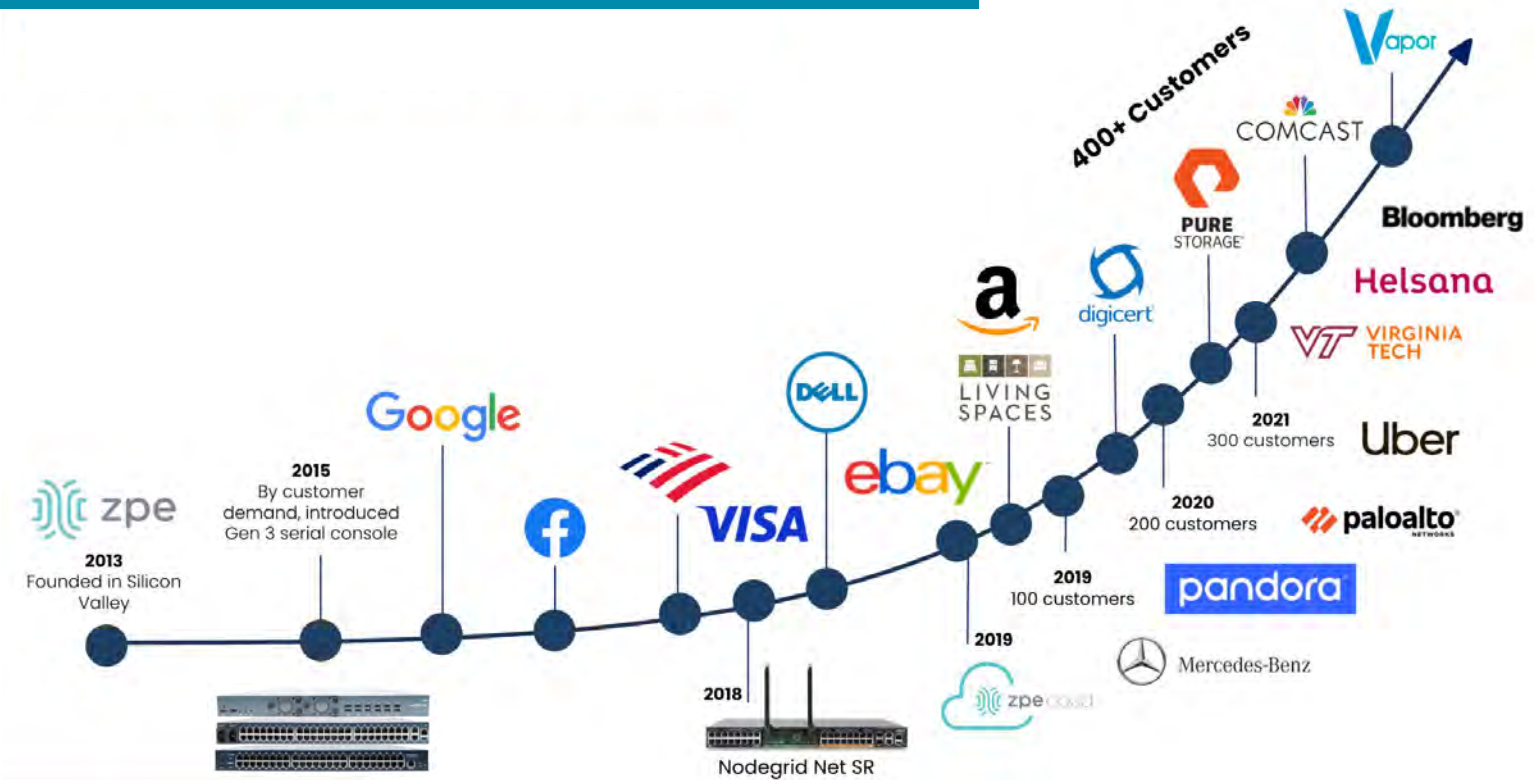 zpe
2013
Founded in Silicon
Valley
2015
By customer
demand, introduced
Gen 3 serial console
Google
VISA
2018
Nodegrid Net SR
DELL
ebay
2019
zpe cloud
a
LIVING
SPACES
2019
100 customers
digicert
2020
200 customers
PURE
STORAGE
2021
300 customers
COMCAST
400+ Customers
Vapor
Bloomberg
Helsana
VT VIRGINIA
TECH
Uber
paloalto
NETWORKS
pandora
Mercedes-Benz